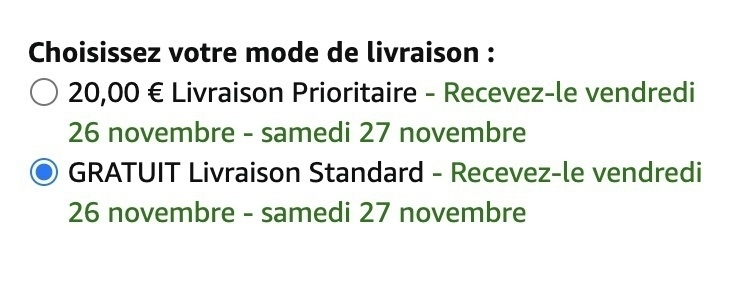 Choisissez votre mode de livraison :
20,00 € Livraison Prioritaire - Recevez-le vendredi
26 novembre - samedi 27 novembre
GRATUIT Livraison Standard - Recevez-le vendredi
26 novembre - samedi 27 novembre